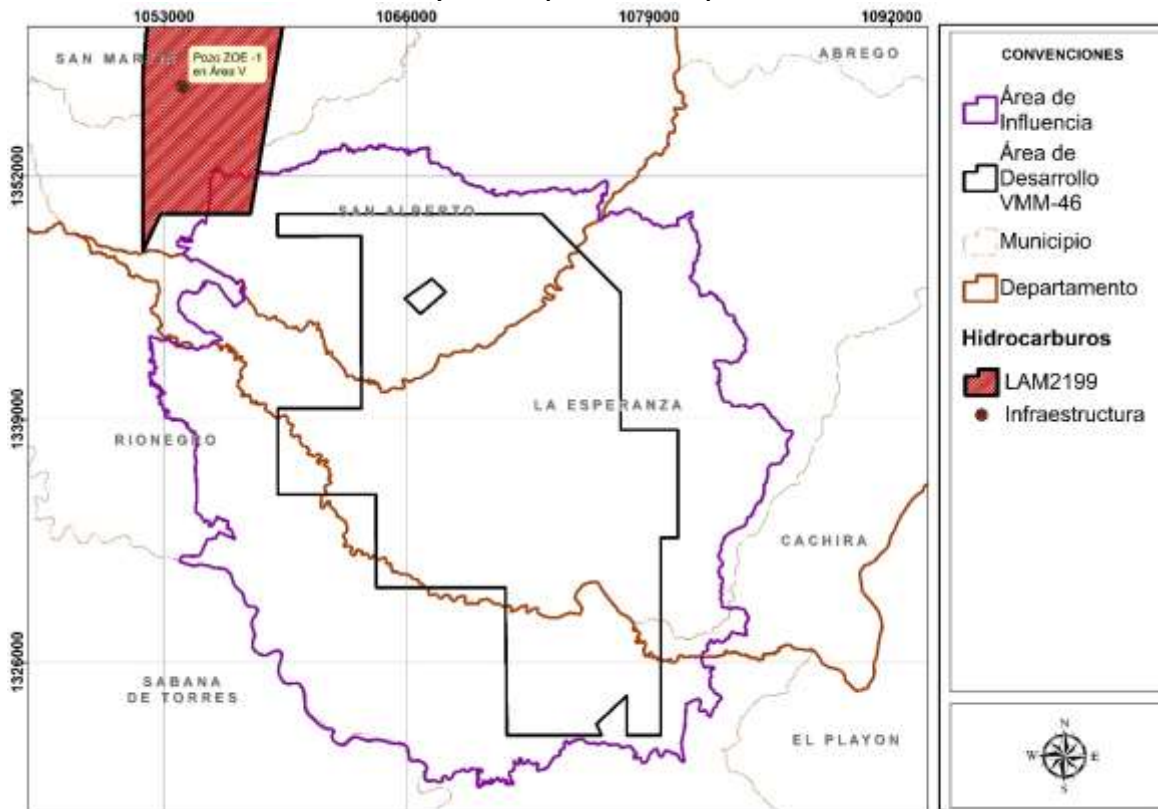 1053000
1066000
1079000
1092000
SAN MARTIN
Pozo ZOE -1
en Área V
ABREGO
1352000
SAN ALBERTO
1339000
LA ESPERANZA
RIONEGRO
CACHIRA
1326000
SABANA
DE TORRES
EL PLAYON
CONVENCIONES
Área de
Influencia
Área de
Desarrollo
VMM-46
Municipio
Departamento
Hidrocarburos
LAM2199
Infraestructura
N
W
E
S